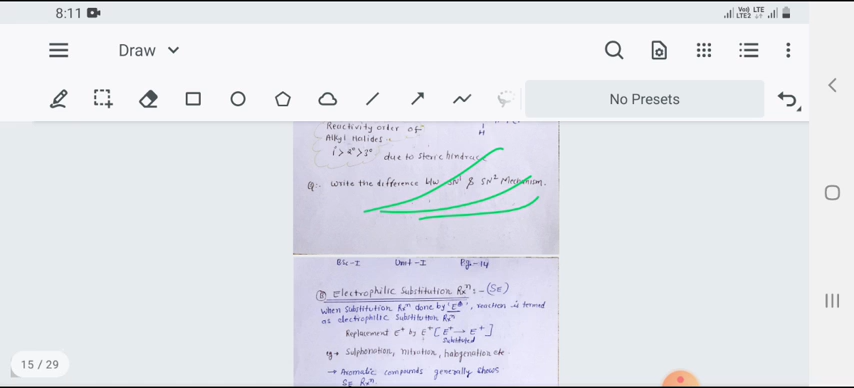 8:11
Vo) LTE
LTE2
Draw
No Presets
H
Reactivity order of
Alkyl Halides :-
1° > 2° > 3° due to steric hindrance
Q:- Write the difference b/w SN¹ & SN² Mechanism.
BSc-I Unit-I Pg.-14
(B) Electrophilic Substitution Rxⁿ :- (SE)
When substitution Rxⁿ done by 'E⊕', reaction is termed
as electrophilic substitution Rxⁿ
Replacement E⁺ by E⁺ [E⁺ → E⁺]
Substituted
eg → Sulphonation, nitration, halogenation etc
→ Aromatic compounds generally shows
SE Rxⁿ.
15 / 29